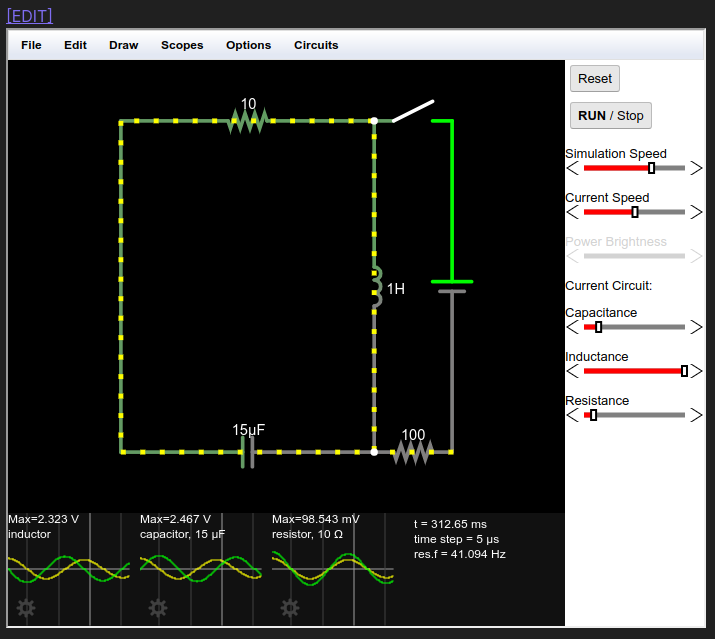 [EDIT]
File Edit Draw Scopes Options Circuits
Reset
RUN / Stop
Simulation Speed
Current Speed
Power Brightness
Current Circuit:
Capacitance
Inductance
Resistance
10
1H
15μF
100
Max=2.323 V
inductor
Max=2.467 V
capacitor, 15 μF
Max=98.543 mV
resistor, 10 Ω
t = 312.65 ms
time step = 5 μs
res.f = 41.094 Hz